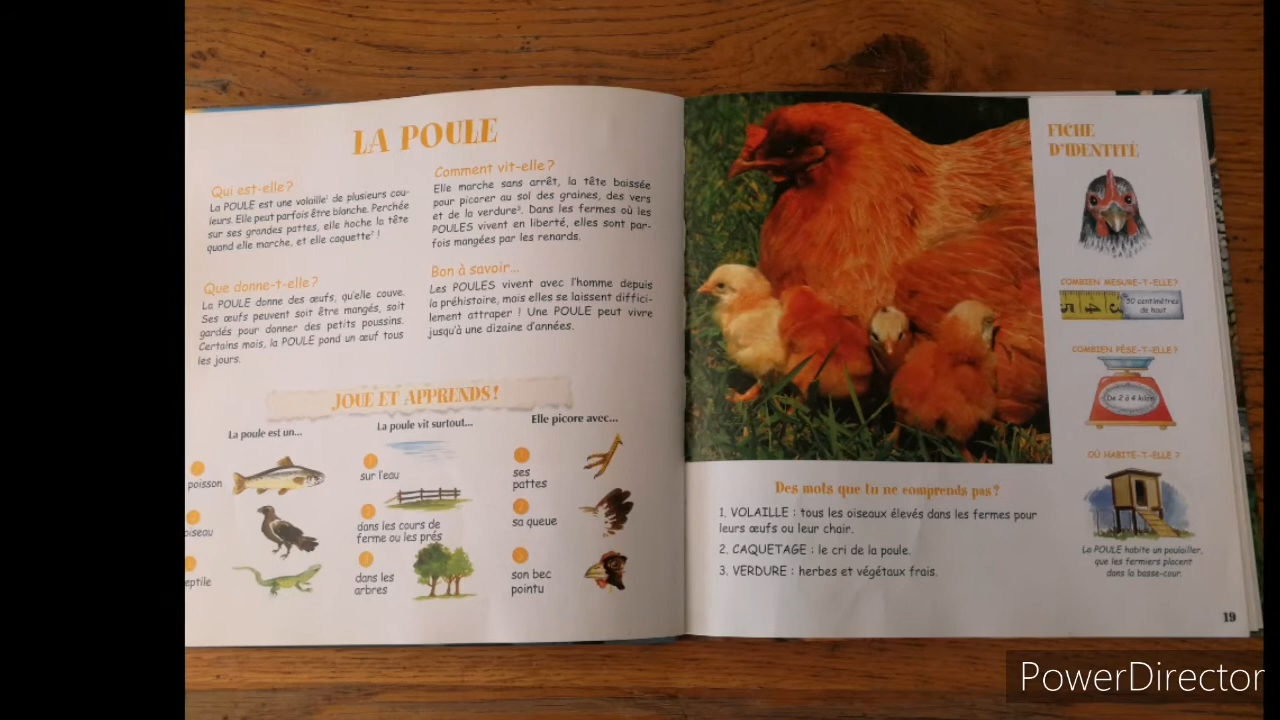 LA POULE
Qui est-elle?
La POULE est une volaille¹ de plusieurs cou-
leurs. Elle peut parfois être blanche. Perchée
sur ses grandes pattes, elle hoche la tête
quand elle marche, et elle caquette² !
Que donne-t-elle?
La POULE donne des œufs, qu'elle couve.
Ses œufs peuvent soit être mangés, soit
gardés pour donner des petits poussins.
Certains mois, la POULE pond un œuf tous
les jours.
Comment vit-elle?
Elle marche sans arrêt, la tête baissée
pour picorer au sol des graines, des vers
et de la verdure³. Dans les fermes où les
POULES vivent en liberté, elles sont par-
fois mangées par les renards.
Bon à savoir...
Les POULES vivent avec l'homme depuis
la préhistoire, mais elles se laissent diffici-
lement attraper ! Une POULE peut vivre
jusqu'à une dizaine d'années.
JOUE ET APPRENDS!
La poule est un...
poisson
oiseau
eptile
La poule vit surtout...
1
sur l'eau
2
dans les cours de
ferme ou les prés
3
dans les
arbres
Elle picore avec...
1
ses
pattes
2
sa queue
3
son bec
pointu
Des mots que tu ne comprends pas?
1. VOLAILLE : tous les oiseaux élevés dans les fermes pour
leurs œufs ou leur chair.
2. CAQUETAGE : le cri de la poule.
3. VERDURE : herbes et végétaux frais.
FICHE
D'IDENTITÉ
COMBIEN MESURE-T-ELLE?
50 centimètres
de haut
COMBIEN PÈSE-T-ELLE?
De 2 à 4 kilos
OÙ HABITE-T-ELLE ?
La POULE habite un poulailler,
que les fermiers placent
dans la basse-cour.
19
PowerDirector